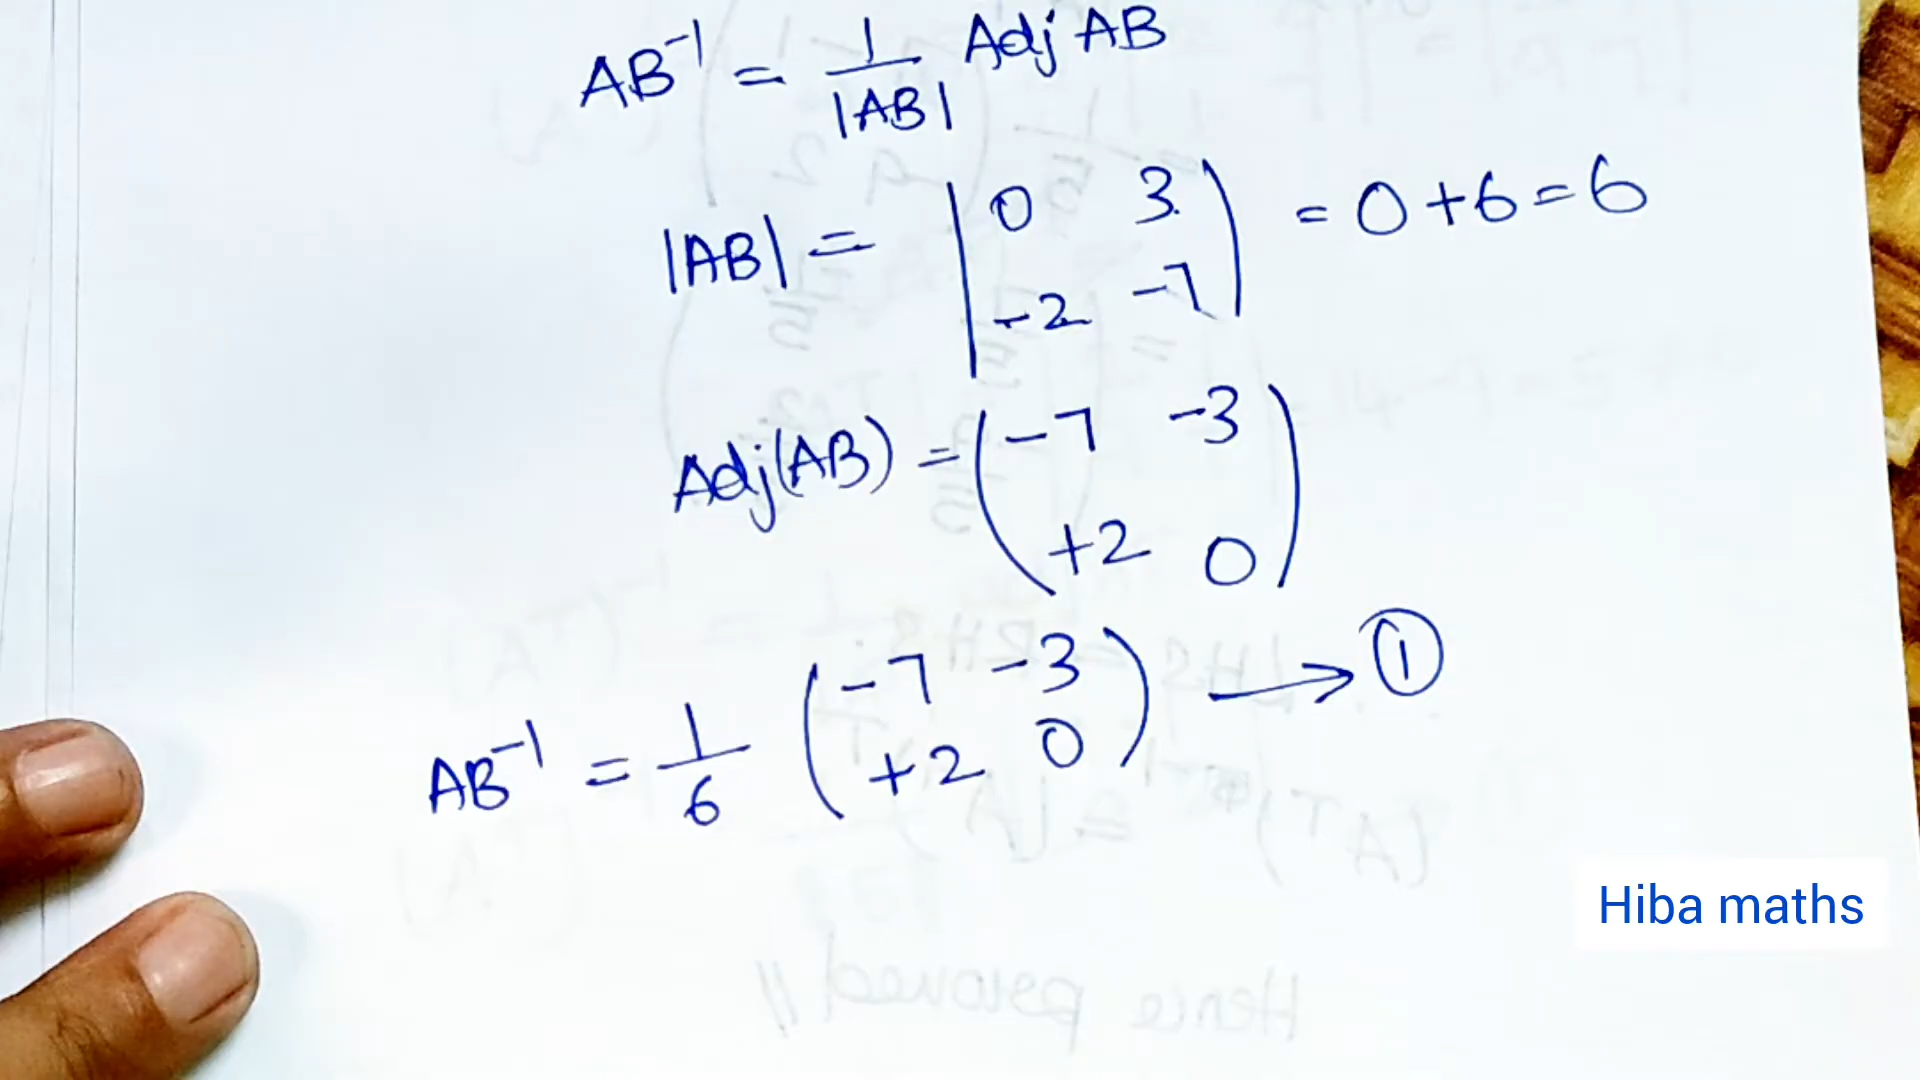 AB⁻¹ = 1/|AB| Adj AB
|AB| = | 0 3 | = 0+6=6
-2 -7
Adj(AB) = ( -7 -3 )
+2 0
AB⁻¹ = 1/6 ( -7 -3 ) → ①
+2 0
Hiba maths